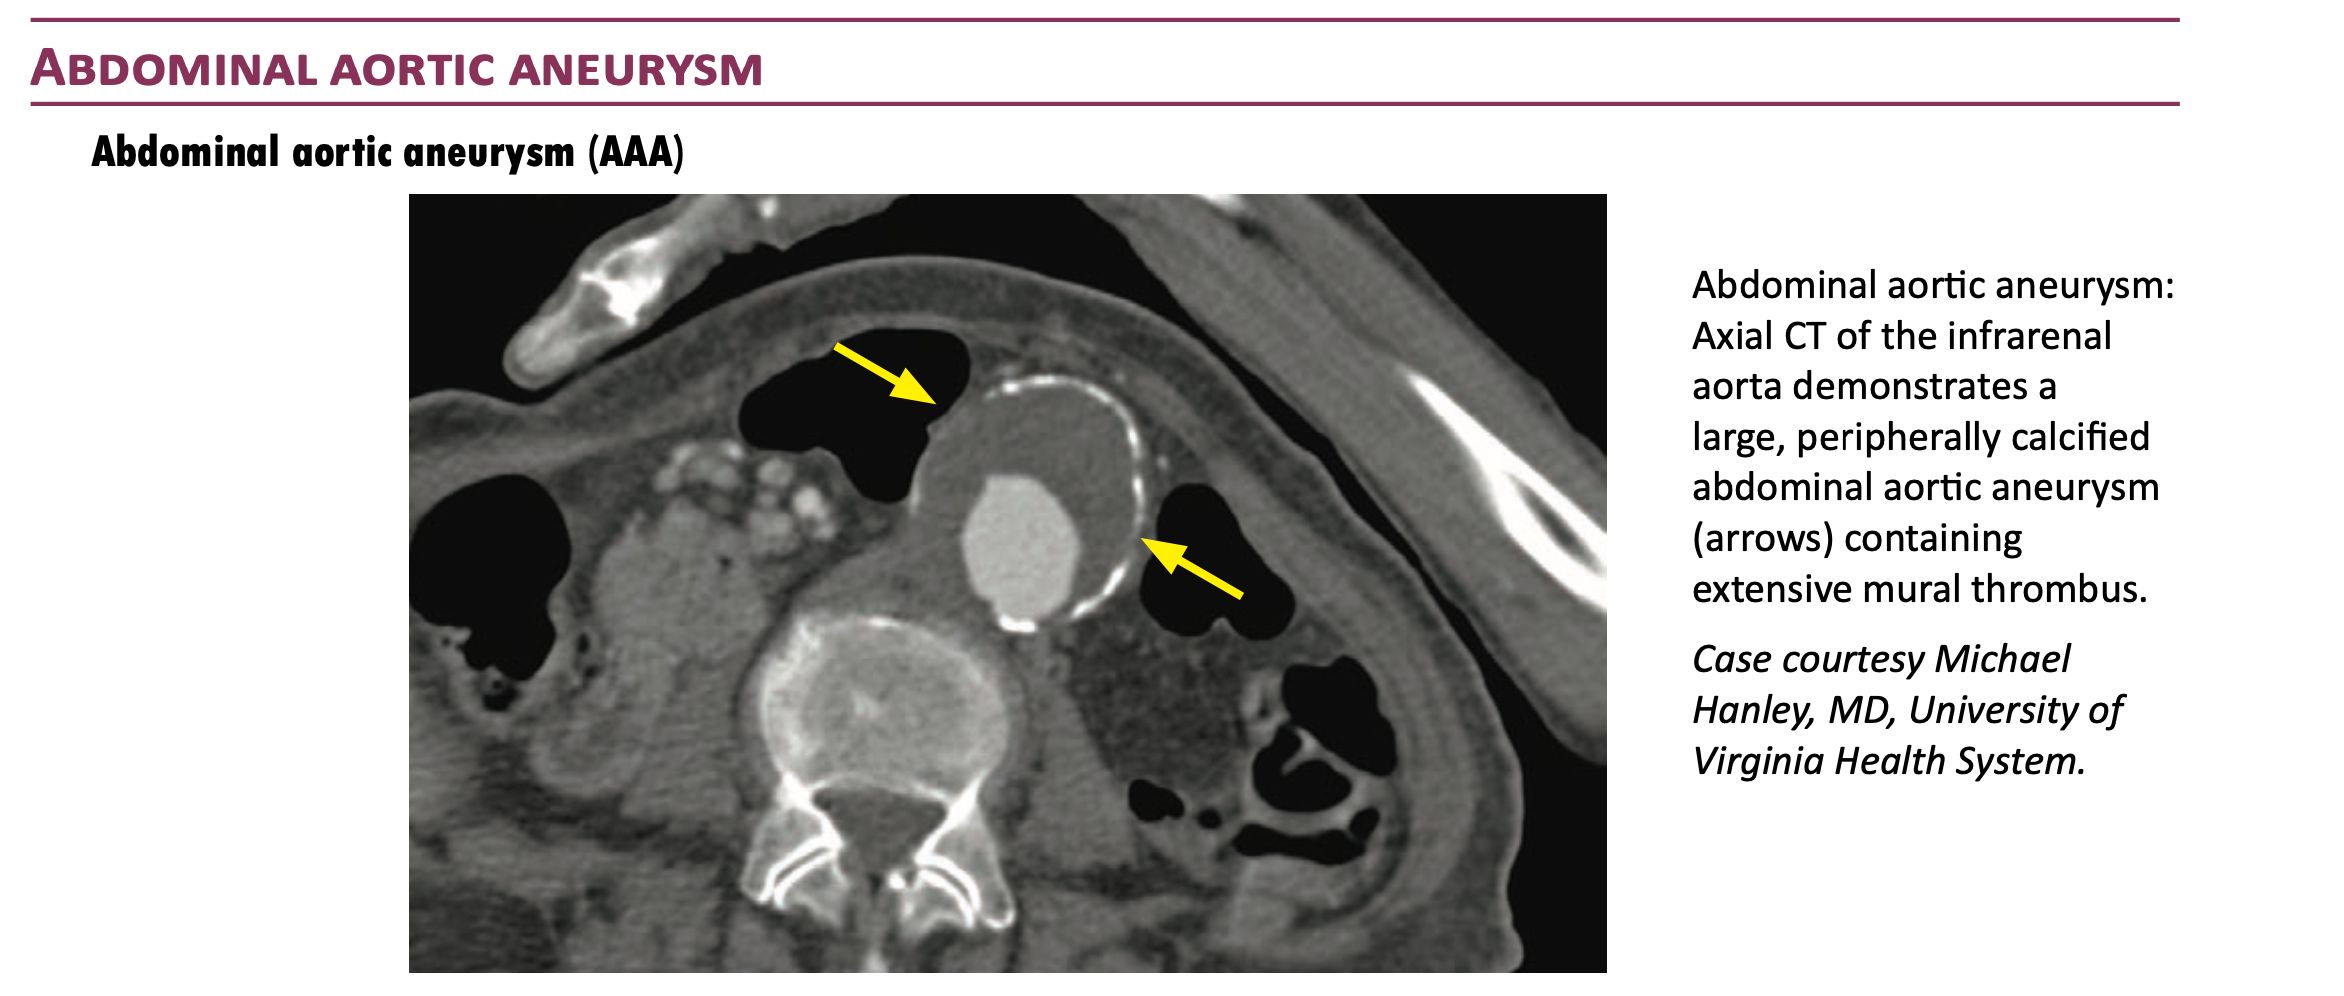 ABDOMINAL AORTIC ANEURYSM
Abdominal aortic aneurysm (AAA)
Abdominal aortic aneurysm:
Axial CT of the infrarenal
aorta demonstrates a
large, peripherally calcified
abdominal aortic aneurysm
(arrows) containing
extensive mural thrombus.
Case courtesy Michael
Hanley, MD, University of
Virginia Health System.